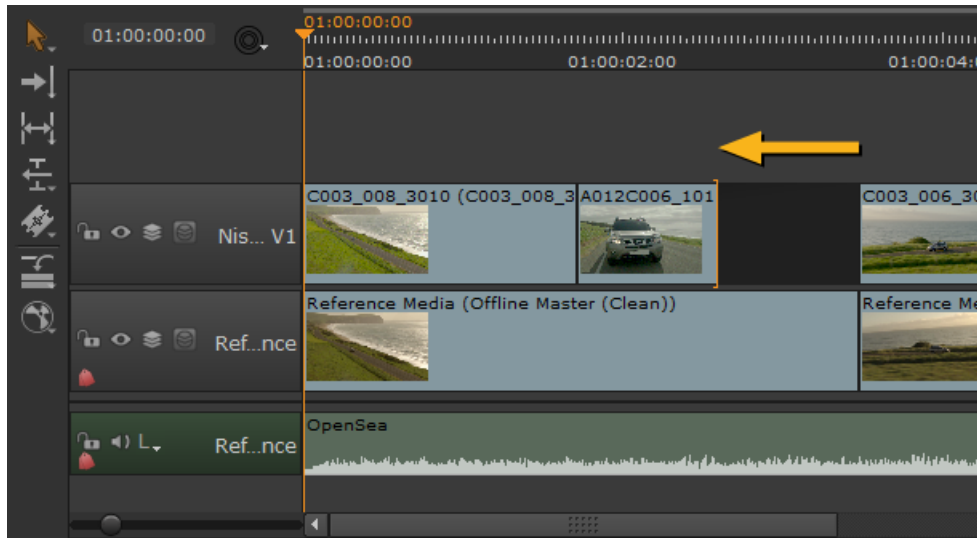 01:00:00:00
01:00:00:00
01:00:00:00 01:00:02:00 01:00:04:
Nis... V1
C003_008_3010 (C003_008_3
A012C006_101
C003_006_30
Ref...nce
Reference Media (Offline Master (Clean))
Reference Me
L
Ref...nce
OpenSea